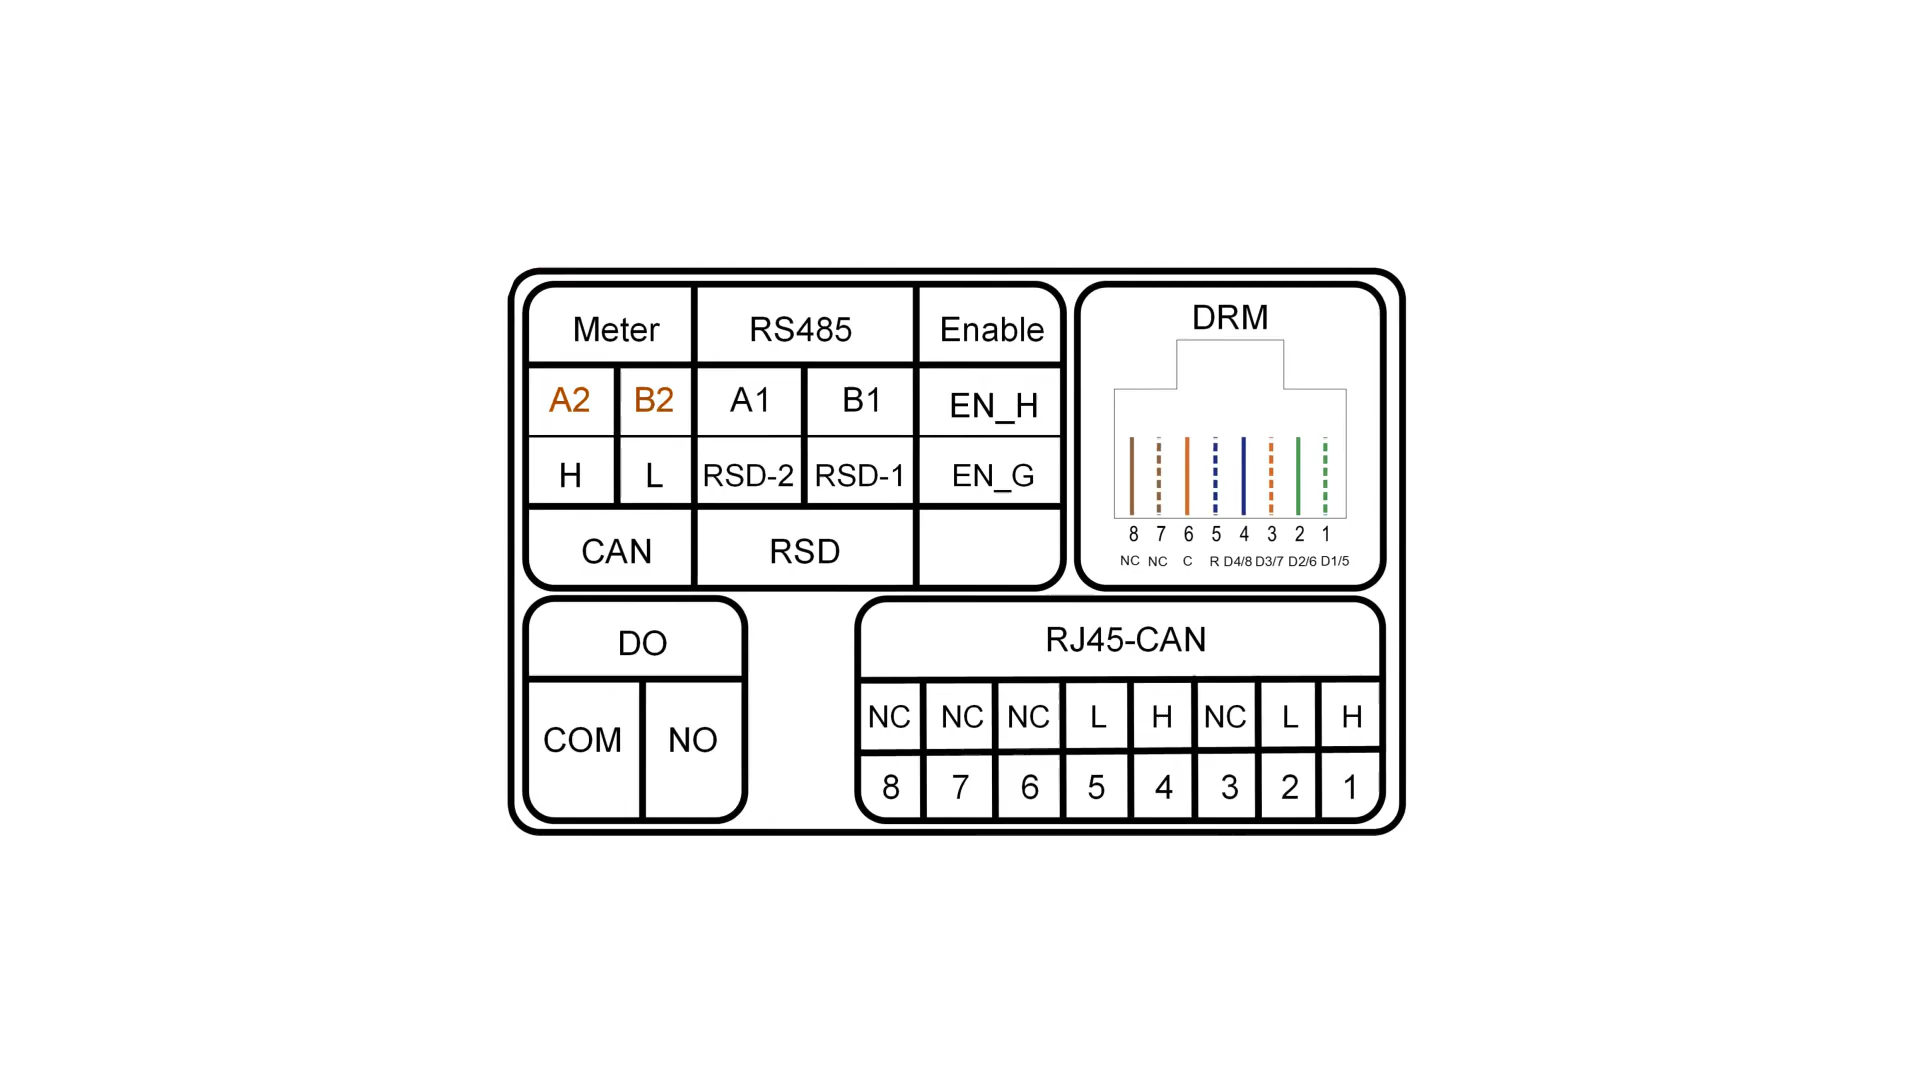 Meter RS485 Enable
A2 B2 A1 B1 EN_H
H L RSD-2 RSD-1 EN_G
CAN RSD
DRM
8 7 6 5 4 3 2 1
NC NC C R D4/8 D3/7 D2/6 D1/5
DO
COM NO
RJ45-CAN
NC NC NC L H NC L H
8 7 6 5 4 3 2 1